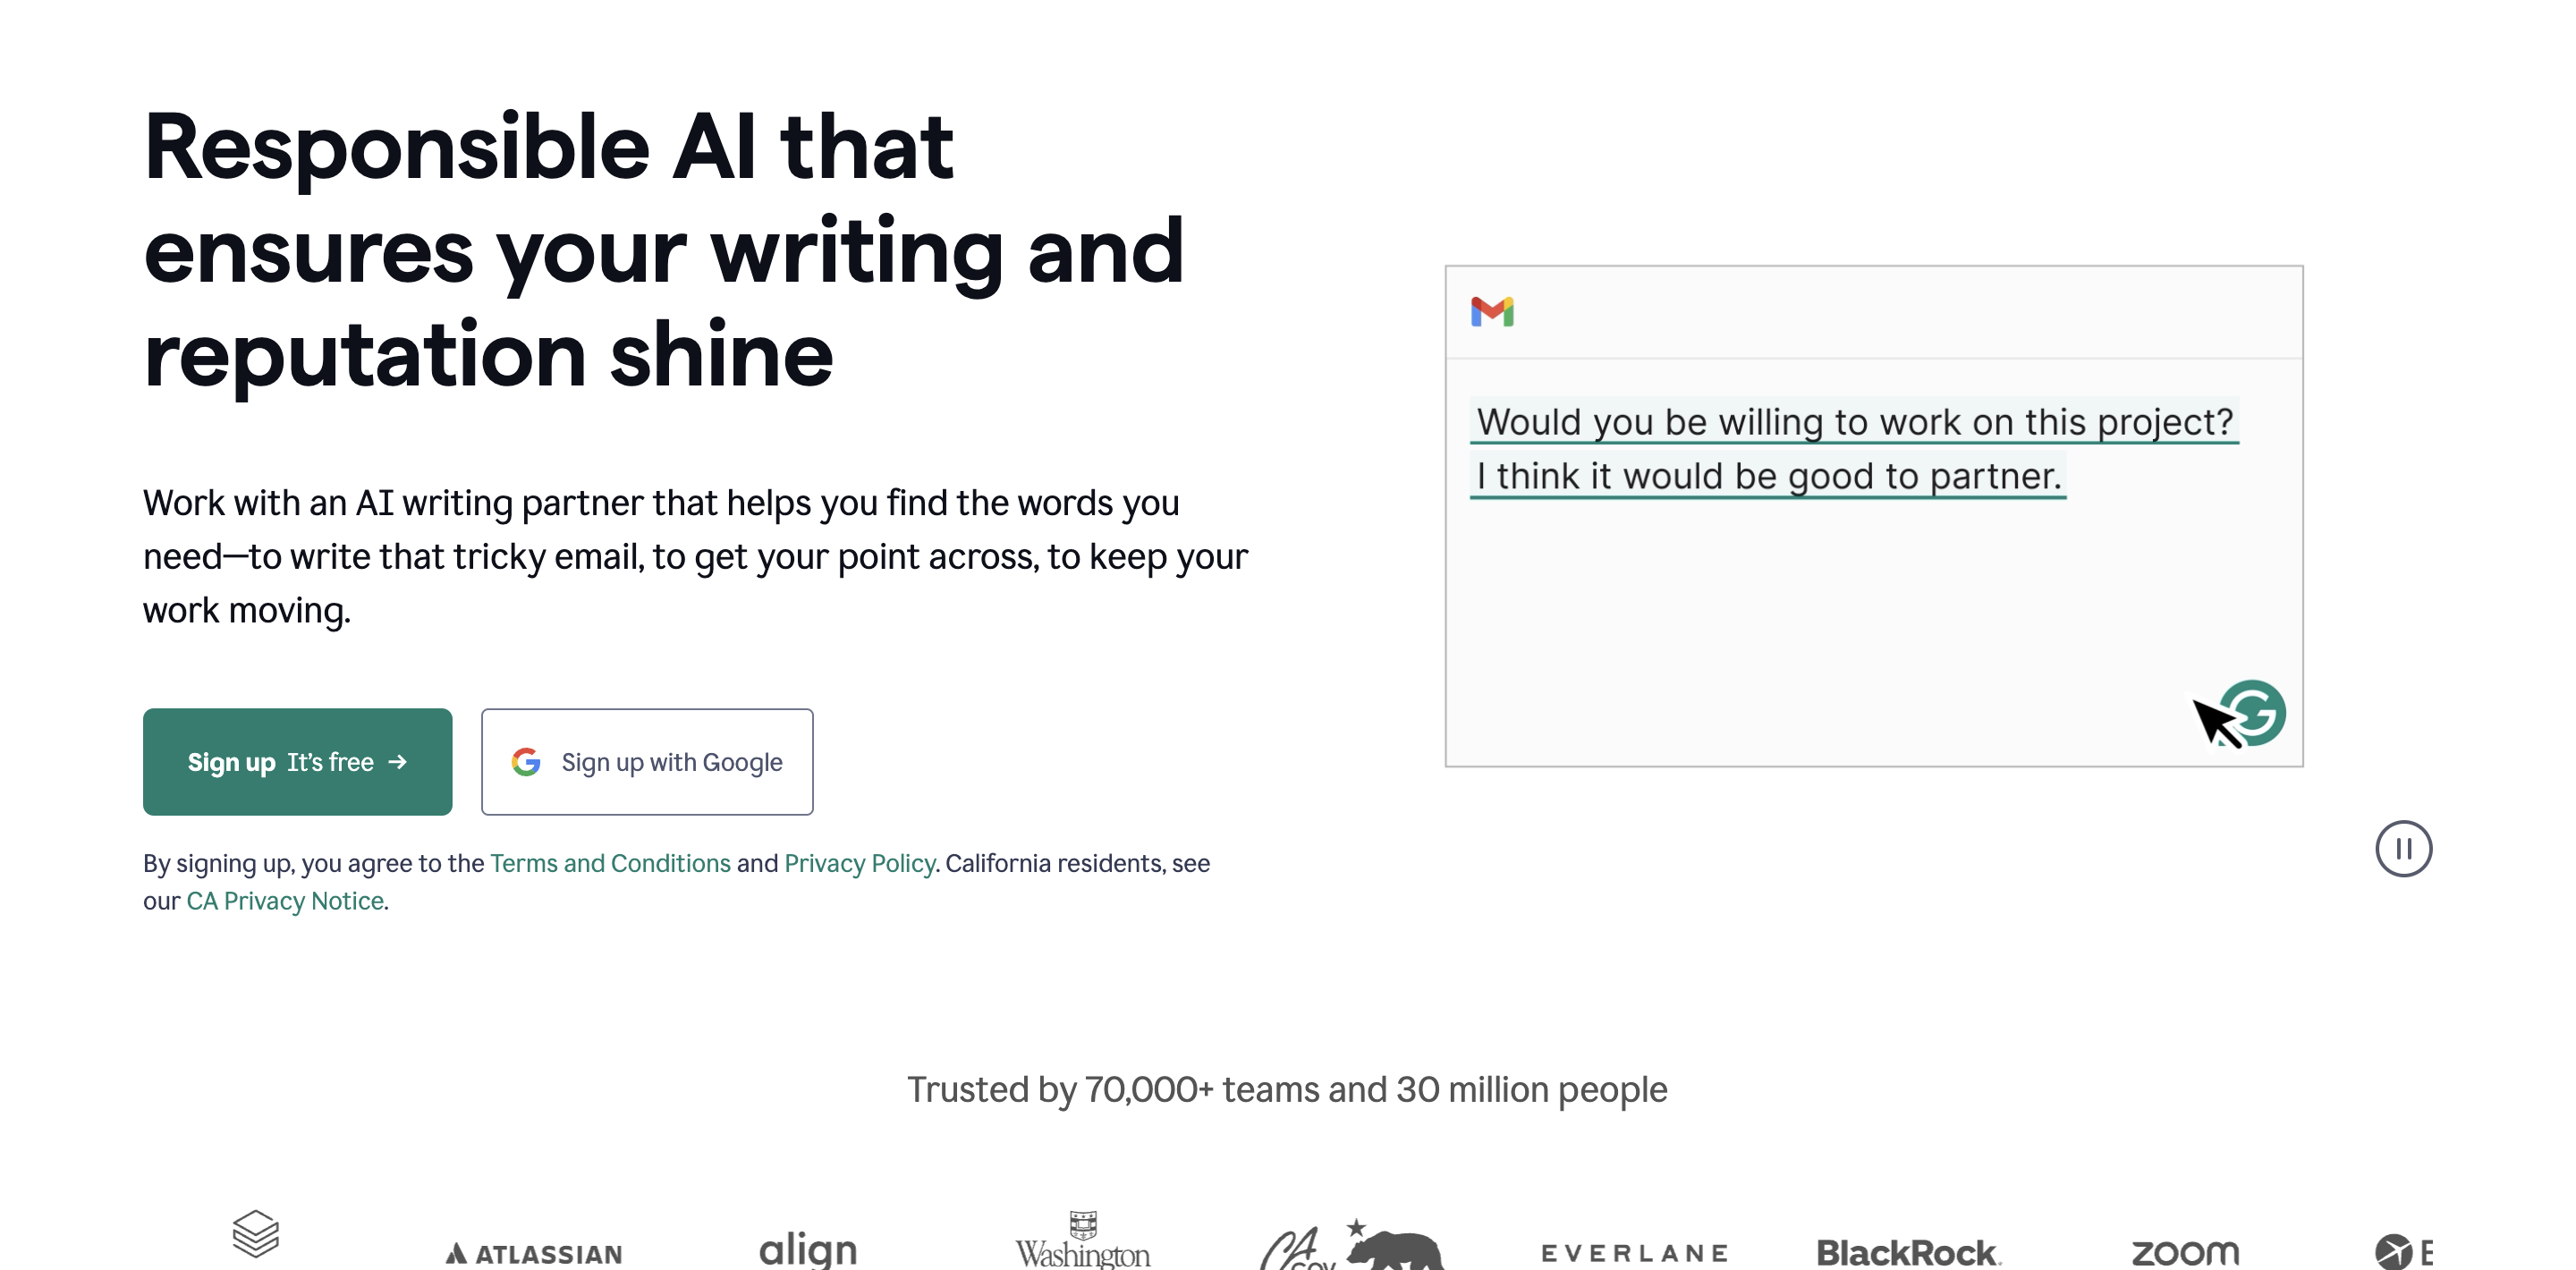 Responsible AI that
ensures your writing and
reputation shine
Work with an AI writing partner that helps you find the words you
need—to write that tricky email, to get your point across, to keep your
work moving.
Sign up It's free →
Sign up with Google
By signing up, you agree to the Terms and Conditions and Privacy Policy. California residents, see
our CA Privacy Notice.
Would you be willing to work on this project?
I think it would be good to partner.
Trusted by 70,000+ teams and 30 million people
ATLASSIAN
align
Washington
CA
GOV
EVERLANE
BlackRock.
zoom